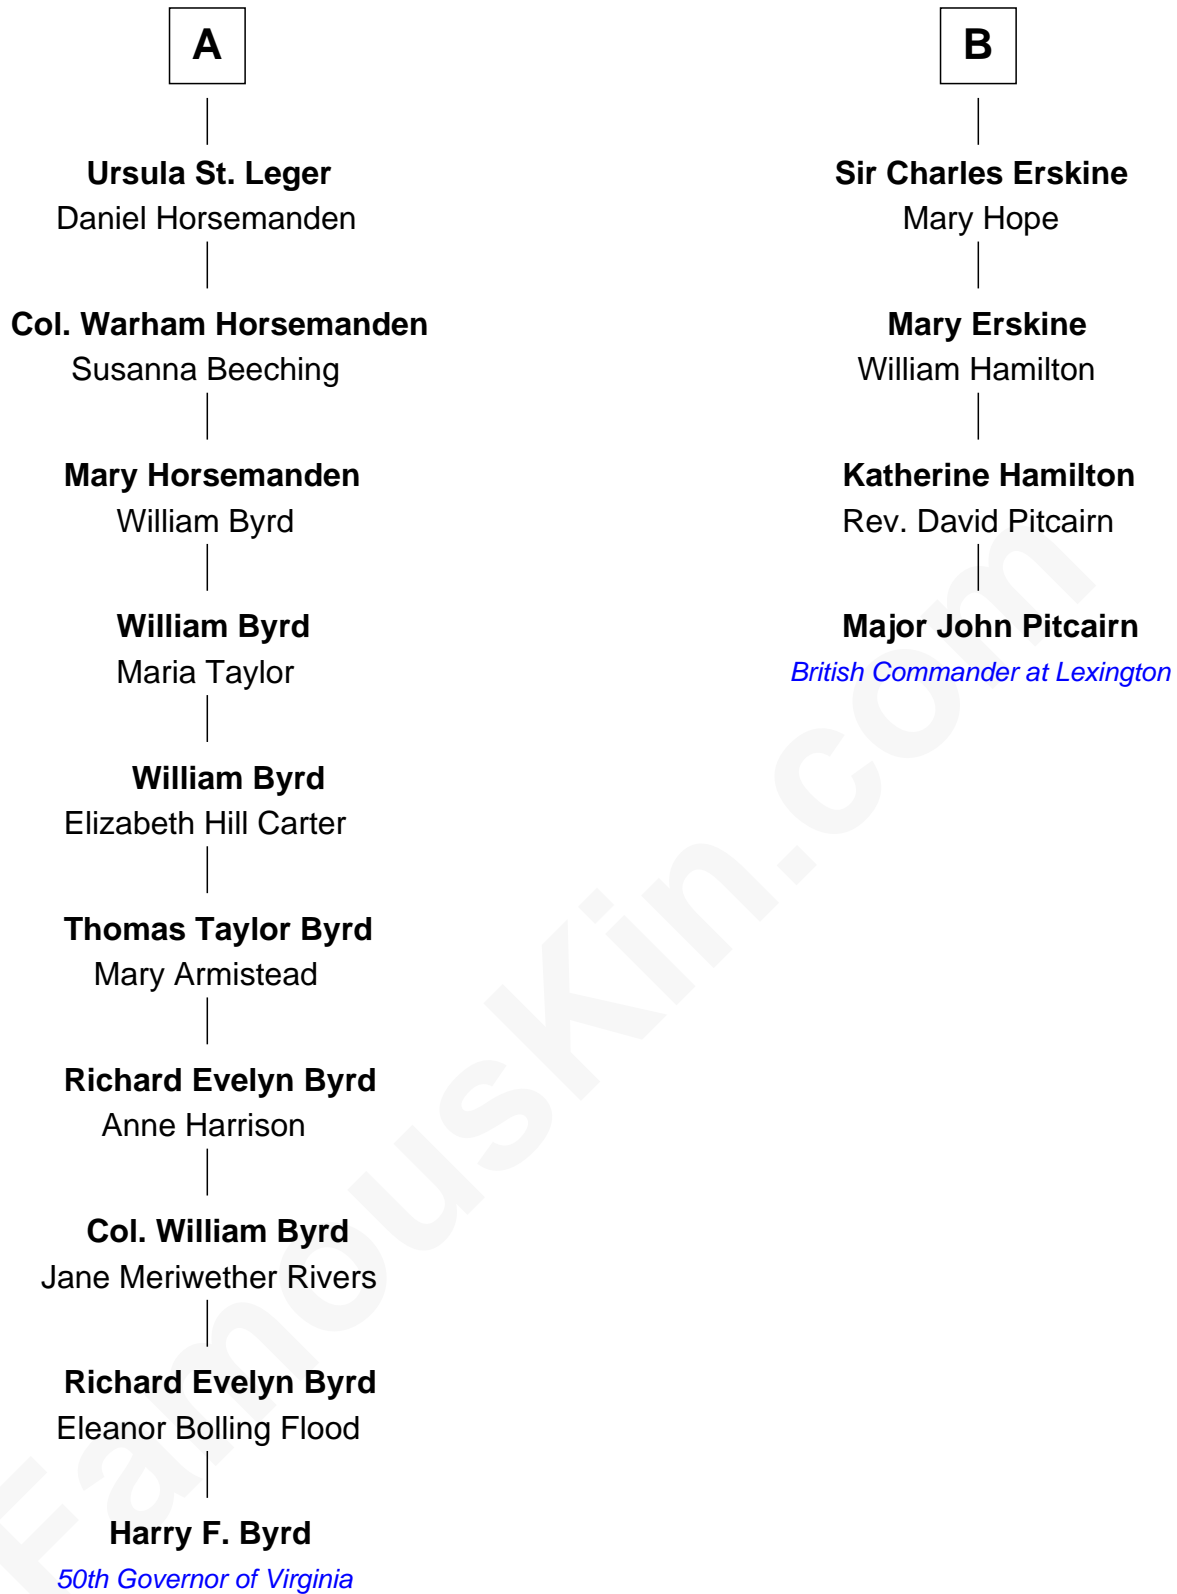 A
Ursula St. Leger
Daniel Horsemanden
Col. Warham Horsemanden
Susanna Beeching
Mary Horsemanden
William Byrd
William Byrd
Maria Taylor
William Byrd
Elizabeth Hill Carter
Thomas Taylor Byrd
Mary Armistead
Richard Evelyn Byrd
Anne Harrison
Col. William Byrd
Jane Meriwether Rivers
Richard Evelyn Byrd
Eleanor Bolling Flood
Harry F. Byrd
50th Governor of Virginia
B
Sir Charles Erskine
Mary Hope
Mary Erskine
William Hamilton
Katherine Hamilton
Rev. David Pitcairn
Major John Pitcairn
British Commander at Lexington
FamousKin.com